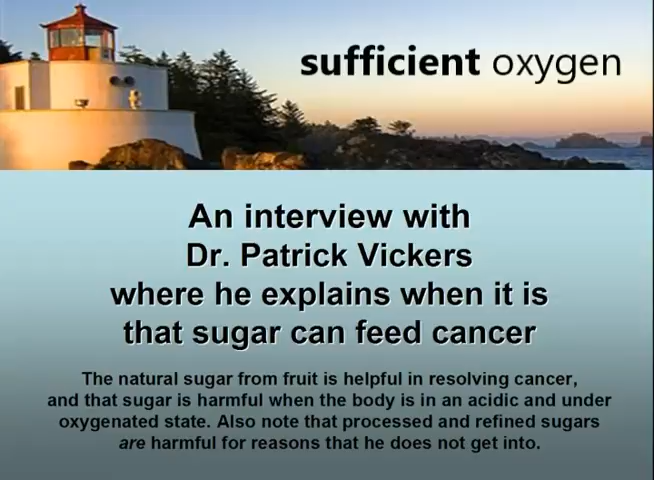 sufficient oxygen
An interview with
Dr. Patrick Vickers
where he explains when it is
that sugar can feed cancer
The natural sugar from fruit is helpful in resolving cancer,
and that sugar is harmful when the body is in an acidic and under
oxygenated state. Also note that processed and refined sugars
are harmful for reasons that he does not get into.